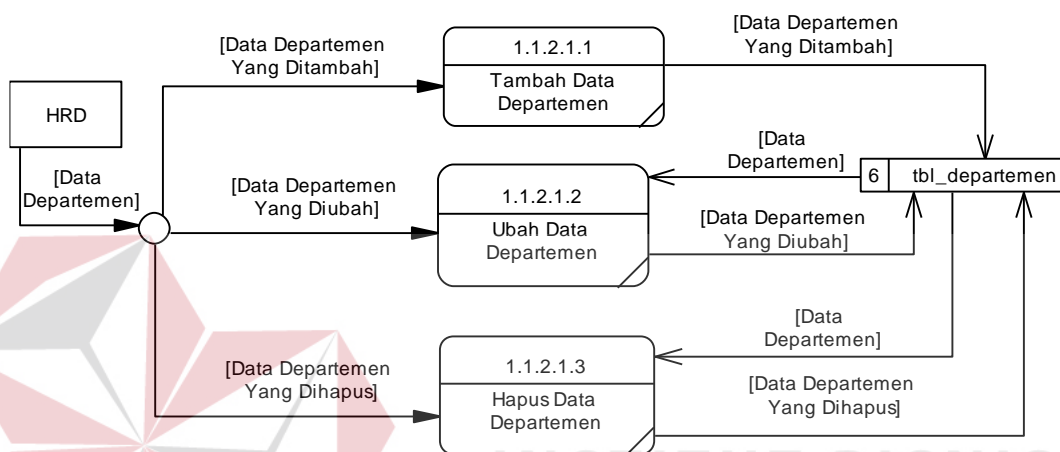 [Data Departemen
Yang Ditambah]
1.1.2.1.1
Tambah Data
Departemen
[Data Departemen
Yang Ditambah]
HRD
[Data
Departemen]
[Data Departemen
Yang Diubah]
1.1.2.1.2
Ubah Data
Departemen
[Data
Departemen]
6 tbl_departemen
[Data Departemen
Yang Diubah]
[Data
Departemen]
[Data Departemen
Yang Dihapus]
1.1.2.1.3
Hapus Data
Departemen
[Data Departemen
Yang Dihapus]